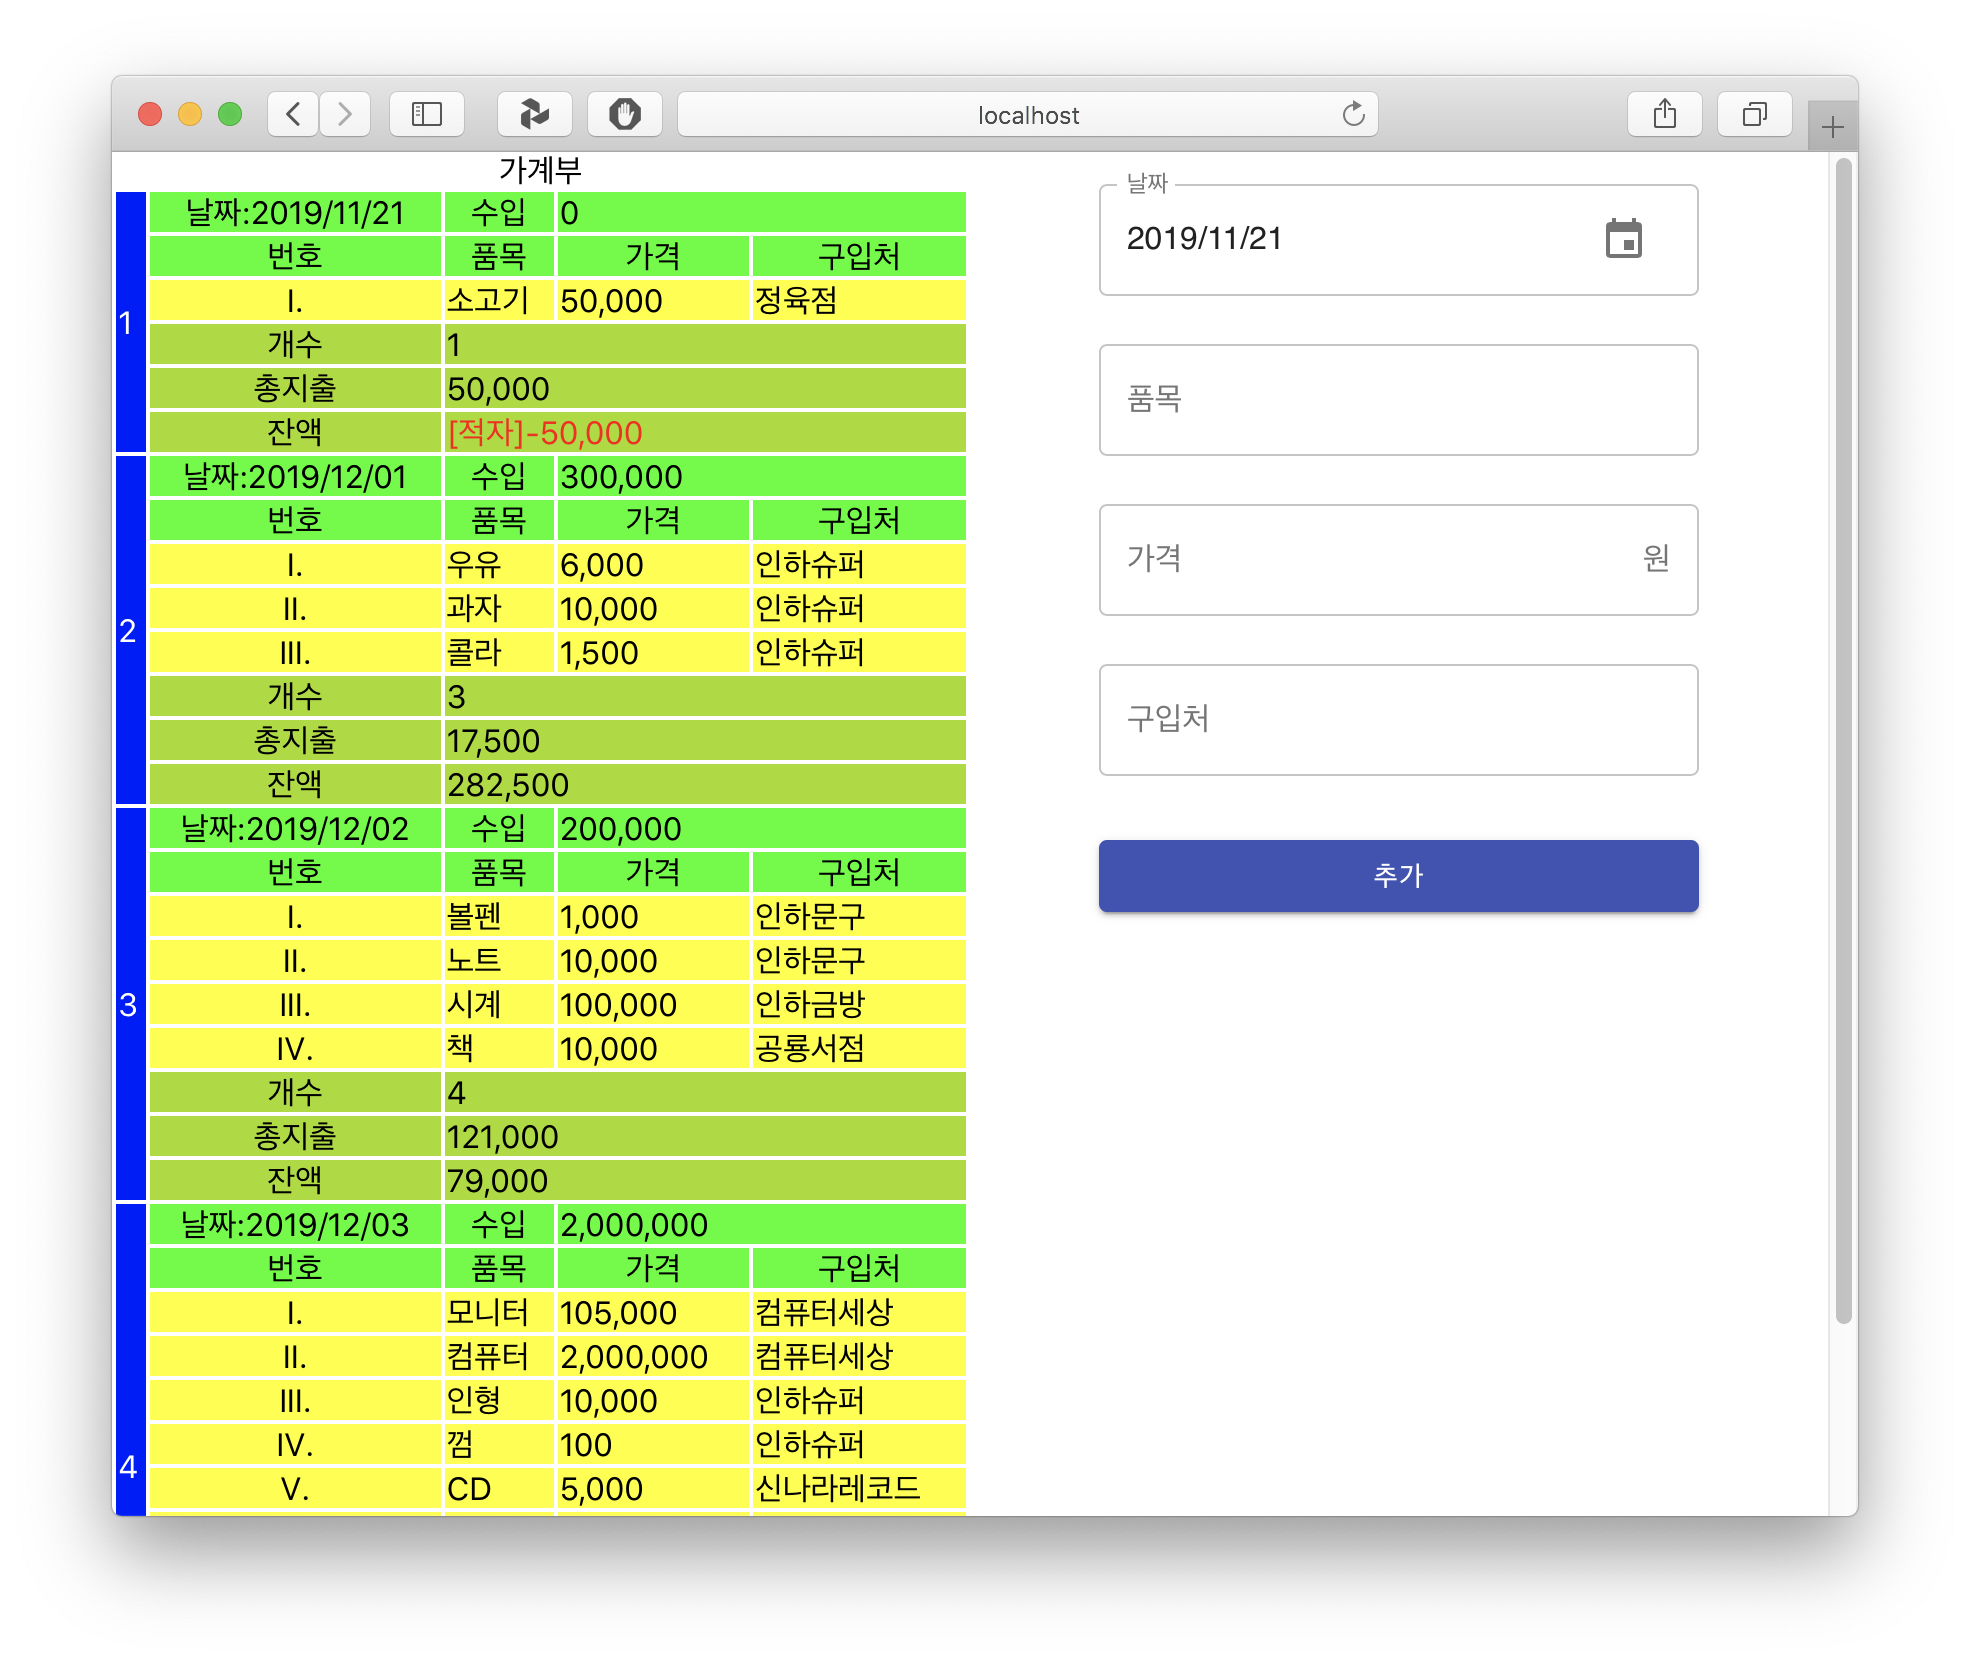 localhost
가계부
1
날짜:2019/11/21 수입 0
번호 품목 가격 구입처
I. 소고기 50,000 정육점
개수 1
총지출 50,000
잔액 [적자]-50,000
2
날짜:2019/12/01 수입 300,000
번호 품목 가격 구입처
I. 우유 6,000 인하슈퍼
II. 과자 10,000 인하슈퍼
III. 콜라 1,500 인하슈퍼
개수 3
총지출 17,500
잔액 282,500
3
날짜:2019/12/02 수입 200,000
번호 품목 가격 구입처
I. 볼펜 1,000 인하문구
II. 노트 10,000 인하문구
III. 시계 100,000 인하금방
IV. 책 10,000 공룡서점
개수 4
총지출 121,000
잔액 79,000
4
날짜:2019/12/03 수입 2,000,000
번호 품목 가격 구입처
I. 모니터 105,000 컴퓨터세상
II. 컴퓨터 2,000,000 컴퓨터세상
III. 인형 10,000 인하슈퍼
IV. 껌 100 인하슈퍼
V. CD 5,000 신나라레코드
날짜
2019/11/21
품목
가격 원
구입처
추가